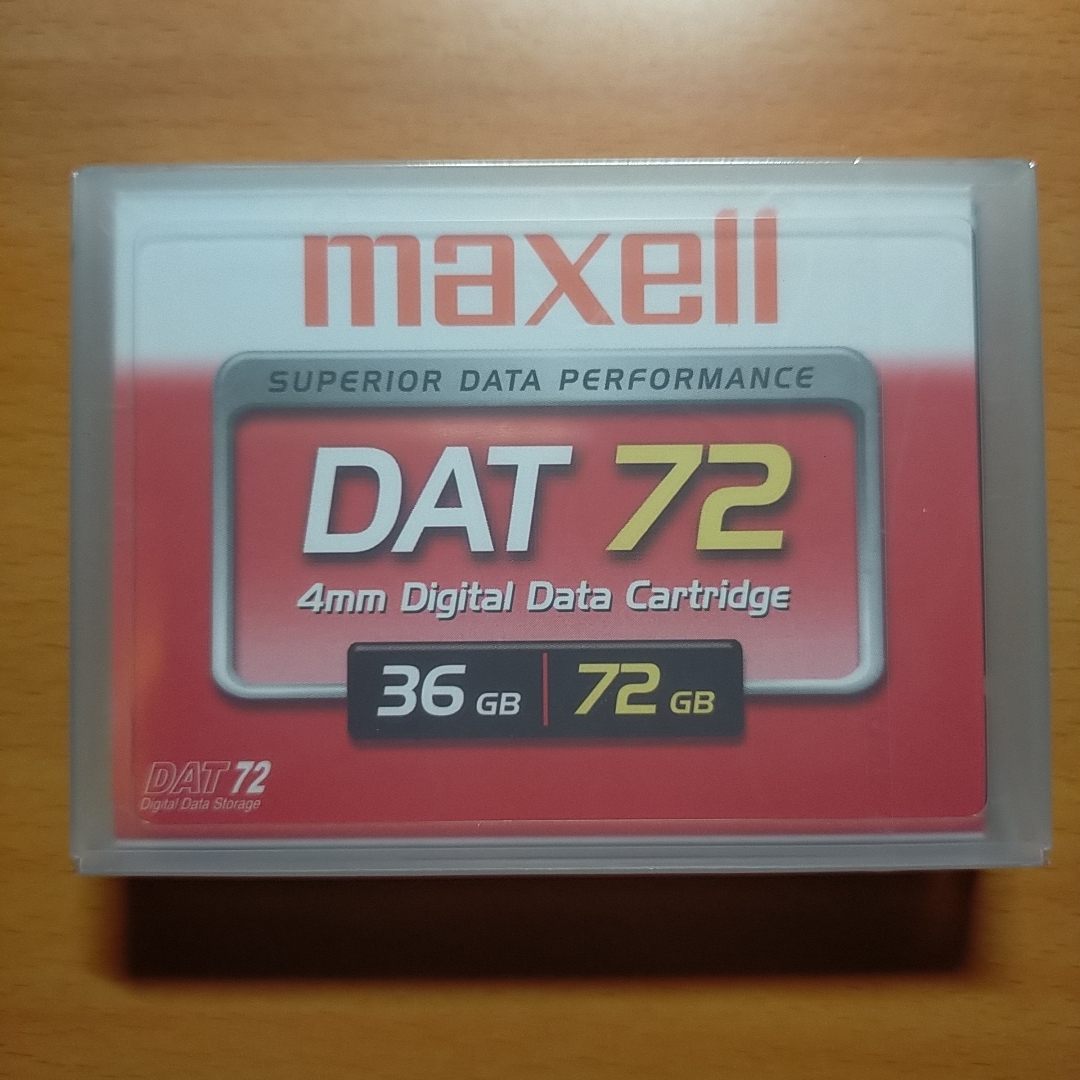 maxell
SUPERIOR DATA PERFORMANCE
DAT 72
4mm Digital Data Cartridge
36 GB | 72 GB
DAT 72
Digital Data Storage